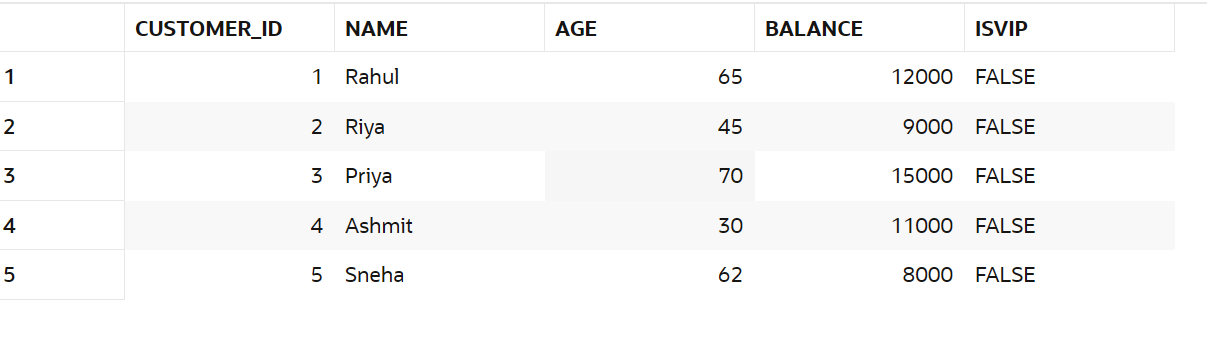 CUSTOMER_ID NAME AGE BALANCE ISVIP
1 1 Rahul 65 12000 FALSE
2 2 Riya 45 9000 FALSE
3 3 Priya 70 15000 FALSE
4 4 Ashmit 30 11000 FALSE
5 5 Sneha 62 8000 FALSE